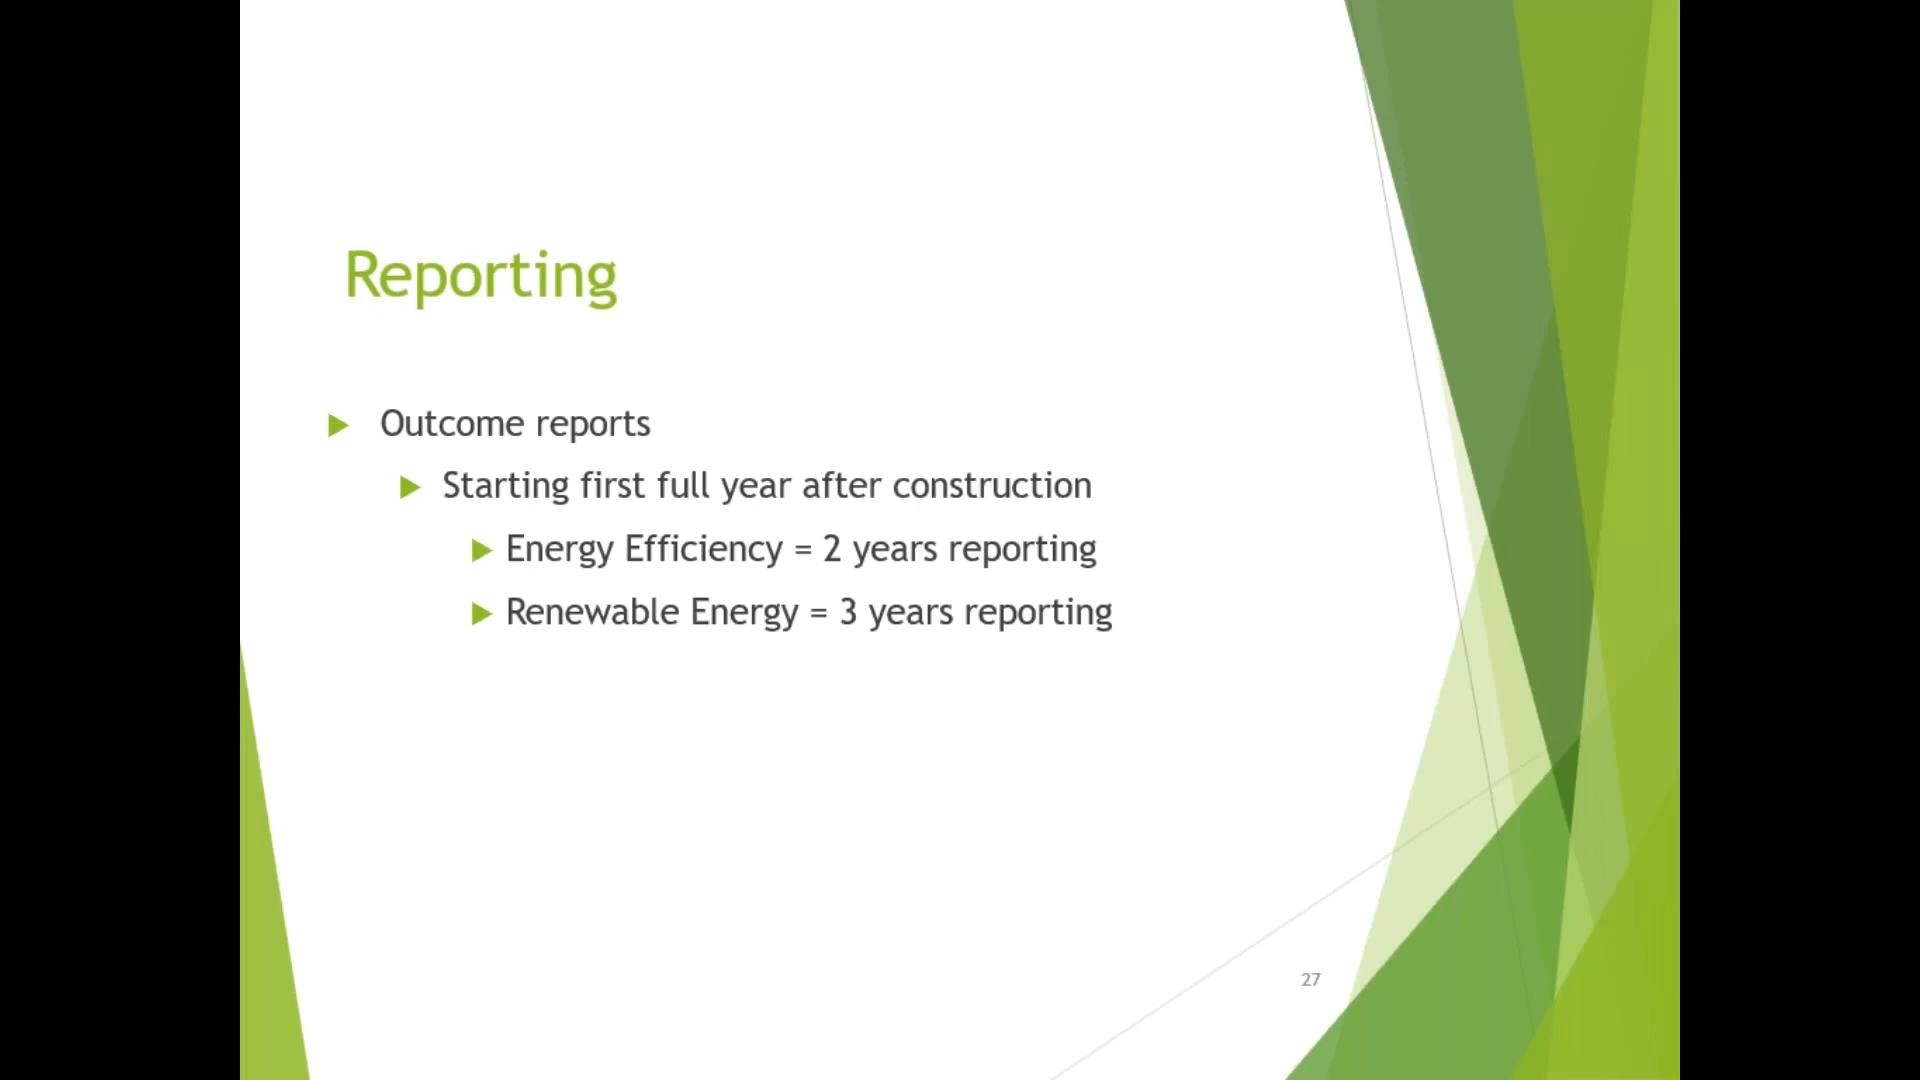 Reporting
Outcome reports
Starting first full year after construction
Energy Efficiency = 2 years reporting
Renewable Energy = 3 years reporting
27